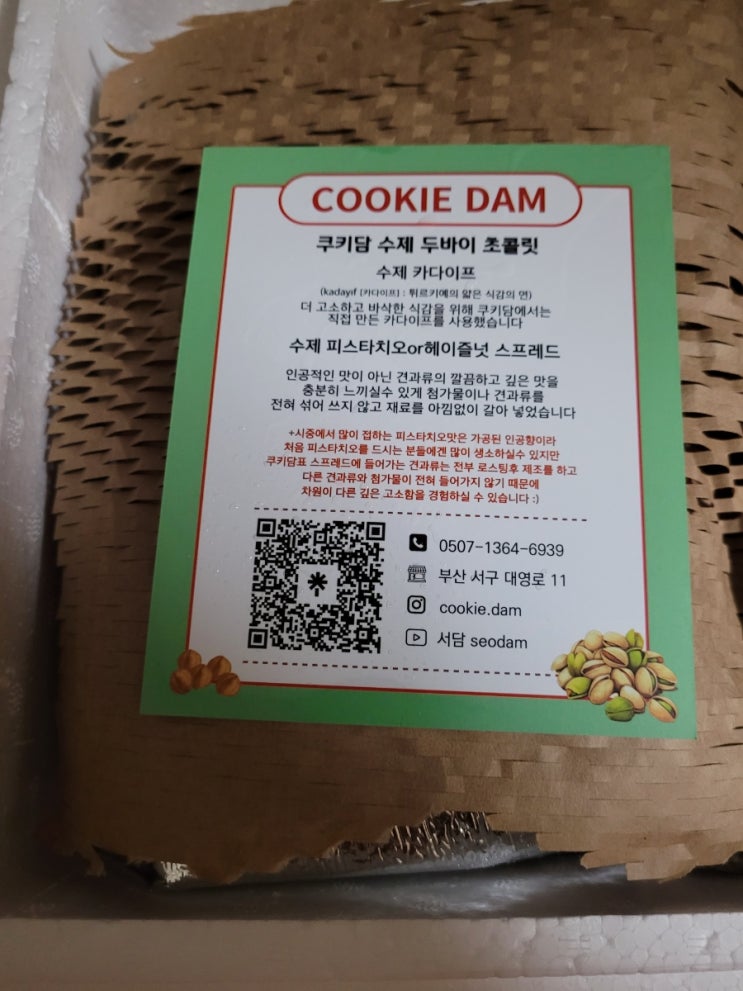 COOKIE DAM
쿠키담 수제 두바이 초콜릿
수제 카다이프
(kadayif (카다이프) : 튀르키예의 얇은 식감의 면)
더 고소하고 바삭한 식감을 위해 쿠키담에서는
직접 만든 카다이프를 사용했습니다
수제 피스타치오or헤이즐넛 스프레드
인공적인 맛이 아닌 견과류의 깔끔하고 깊은 맛을
충분히 느끼실수 있게 첨가물이나 견과류를
전혀 섞어 쓰지 않고 재료를 아낌없이 갈아 넣었습니다
+시중에서 많이 접하는 피스타치오맛은 가공된 인공향이라
처음 피스타치오를 드시는 분들에겐 많이 생소하실수 있지만
쿠키담표 스프레드에 들어가는 견과류는 전부 로스팅후 제조를 하고
다른 견과류와 첨가물이 전혀 들어가지 않기 때문에
차원이 다른 깊은 고소함을 경험하실 수 있습니다 :)
0507-1364-6939
부산 서구 대영로 11
cookie.dam
서담 seodam